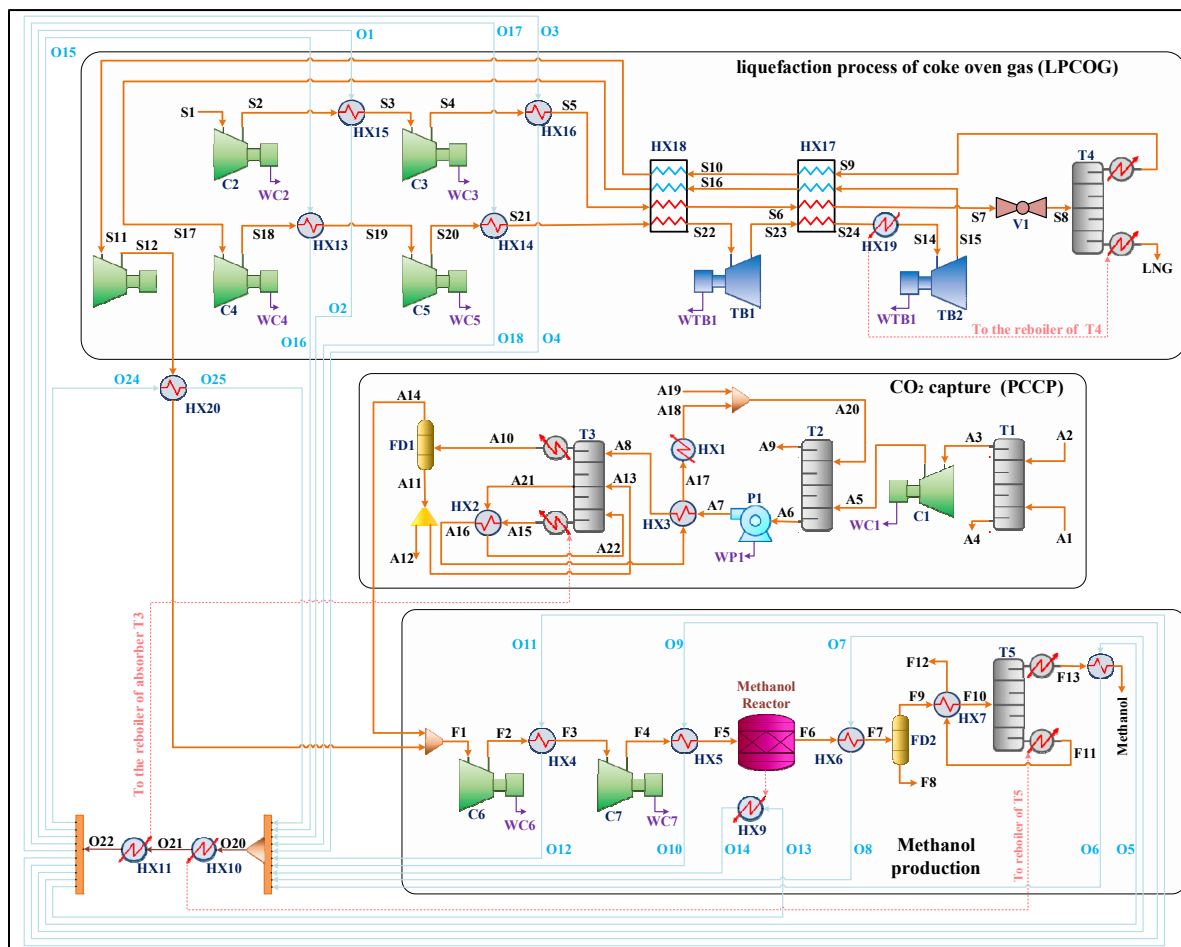 O15
O1
O17
O3
liquefaction process of coke oven gas (LPCOG)
S1
S2
S3
S4
S5
HX15
HX16
C2
WC2
C3
WC3
HX18
HX17
T4
S10
S9
S16
S6
S7
S8
V1
S11
S12
S17
S18
S19
S20
S21
S22
S23
S24
S14
S15
HX13
HX14
HX19
LNG
C4
WC4
C5
WC5
WTB1
TB1
WTB1
TB2
O2
O16
O18
O4
To the reboiler of T4
O24
O25
HX20
CO₂ capture (PCCP)
A14
FD1
A10
T3
A8
A19
A18
A20
HX1
T2
A9
A3
T1
A2
A11
A21
A13
A17
HX2
A16
A15
A22
HX3
A7
P1
A6
A5
WC1
C1
A4
A1
A12
WP1
To the reboiler of absorber T3
O11
O9
O7
Methanol
Reactor
F12
T5
F13
F9
F10
HX7
Methanol
F1
F2
F3
F4
F5
F6
F7
HX4
HX5
HX6
FD2
F11
F8
C6
WC6
C7
WC7
HX9
O22
O21
O20
HX11
HX10
O12
O10
O14
O13
O8
Methanol
production
To reboiler of T5
O6
O5